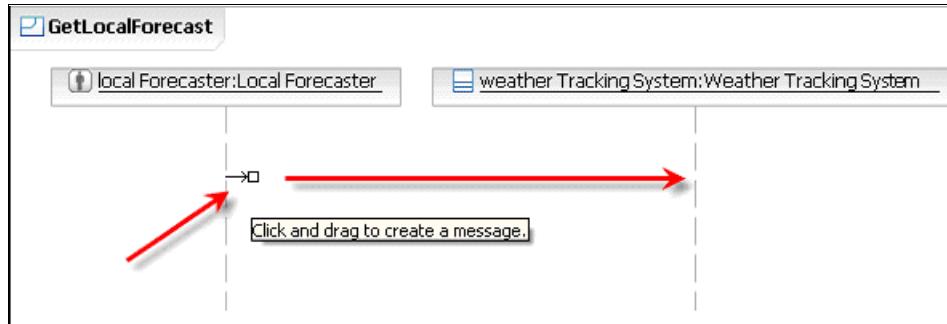 GetLocalForecast
local Forecaster:Local Forecaster
weather Tracking System:Weather Tracking System
Click and drag to create a message.